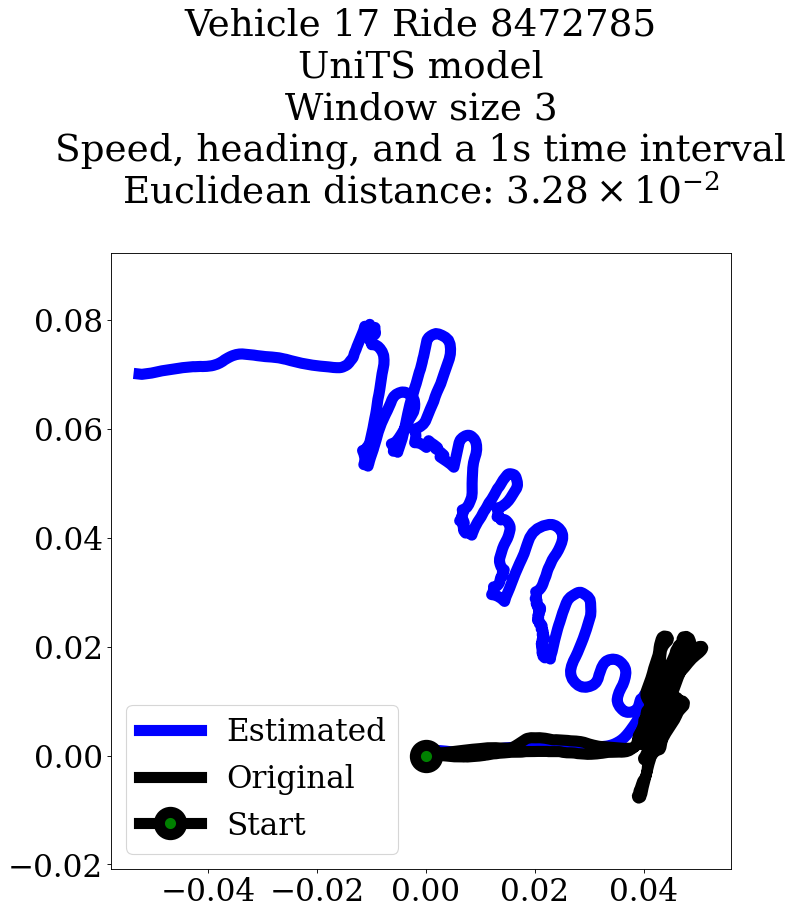 Vehicle 17 Ride 8472785
UniTS model
Window size 3
Speed, heading, and a 1s time interval
Euclidean distance: 3.28 × 10⁻²
0.08
0.06
0.04
0.02
0.00
−0.02
Estimated
Original
Start
−0.04 −0.02 0.00 0.02 0.04